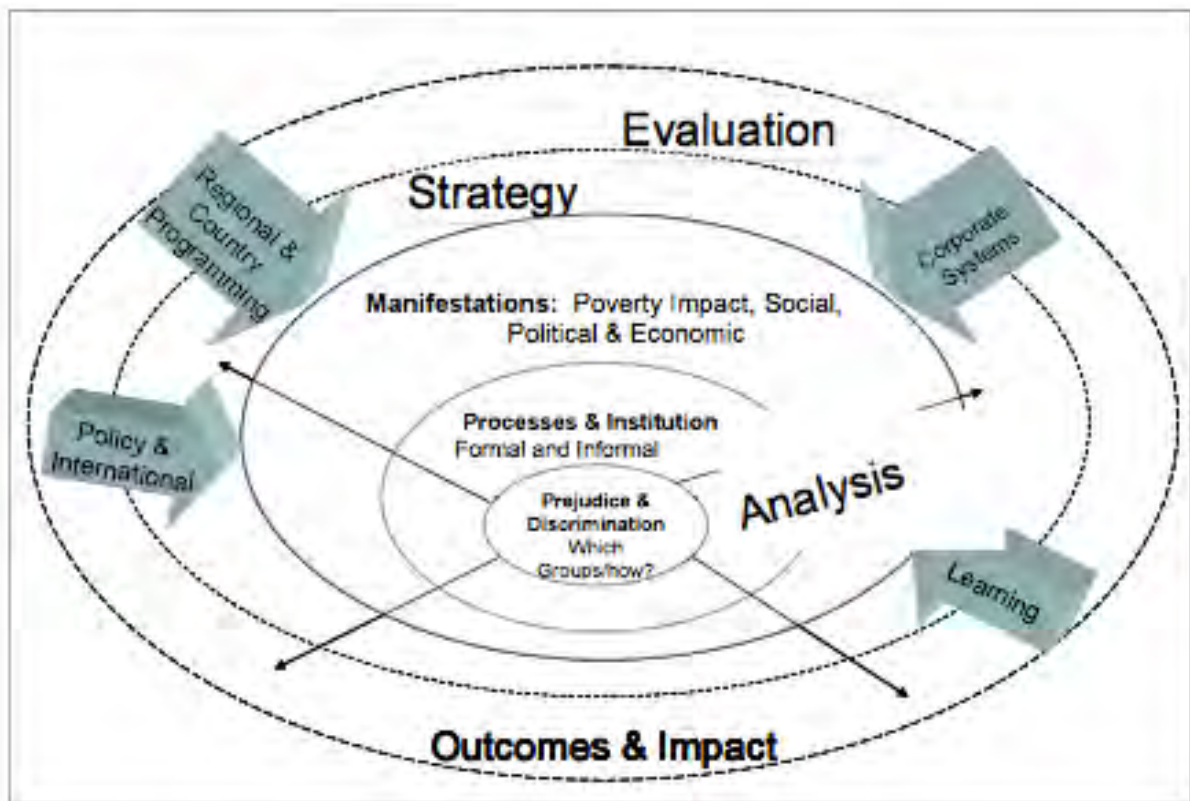 Evaluation
Strategy
Regional &
Country
Programming
Corporate
Systems
Manifestations: Poverty Impact, Social,
Political & Economic
Processes & Institution
Formal and Informal
Policy &
International
Prejudice &
Discrimination
Which
Groups/how?
Analysis
Learning
Outcomes & Impact